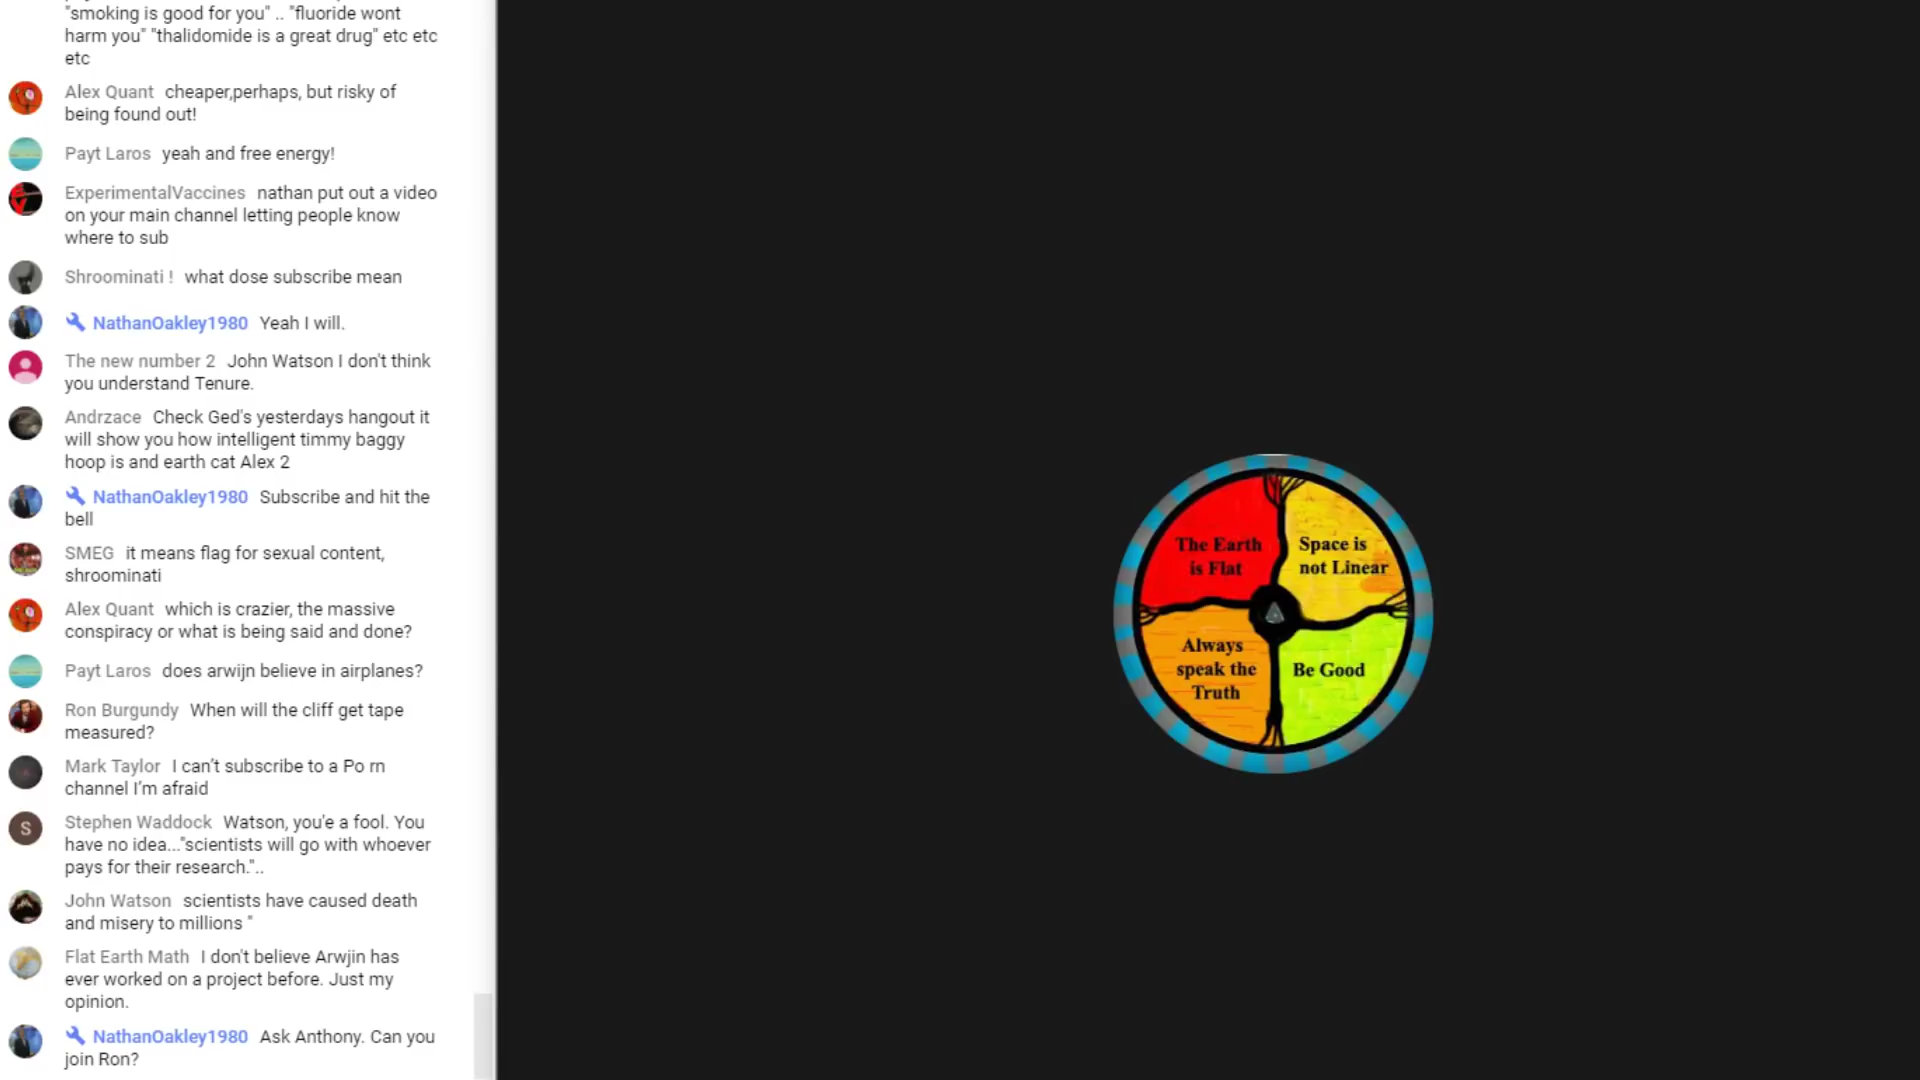 "smoking is good for you" .. "fluoride wont
harm you" "thalidomide is a great drug" etc etc
etc
Alex Quant cheaper,perhaps, but risky of
being found out!
Payt Laros yeah and free energy!
ExperimentalVaccines nathan put out a video
on your main channel letting people know
where to sub
Shroominati ! what dose subscribe mean
NathanOakley1980 Yeah I will.
The new number 2 John Watson I don't think
you understand Tenure.
Andrzace Check Ged's yesterdays hangout it
will show you how intelligent timmy baggy
hoop is and earth cat Alex 2
NathanOakley1980 Subscribe and hit the
bell
SMEG it means flag for sexual content,
shroominati
Alex Quant which is crazier, the massive
conspiracy or what is being said and done?
Payt Laros does arwijn believe in airplanes?
Ron Burgundy When will the cliff get tape
measured?
Mark Taylor I can't subscribe to a Po rn
channel I'm afraid
S
Stephen Waddock Watson, you'e a fool. You
have no idea..."scientists will go with whoever
pays for their research."..
John Watson scientists have caused death
and misery to millions "
Flat Earth Math I don't believe Arwjin has
ever worked on a project before. Just my
opinion.
NathanOakley1980 Ask Anthony. Can you
join Ron?
The Earth
is Flat
Space is
not Linear
Always
speak the
Truth
Be Good